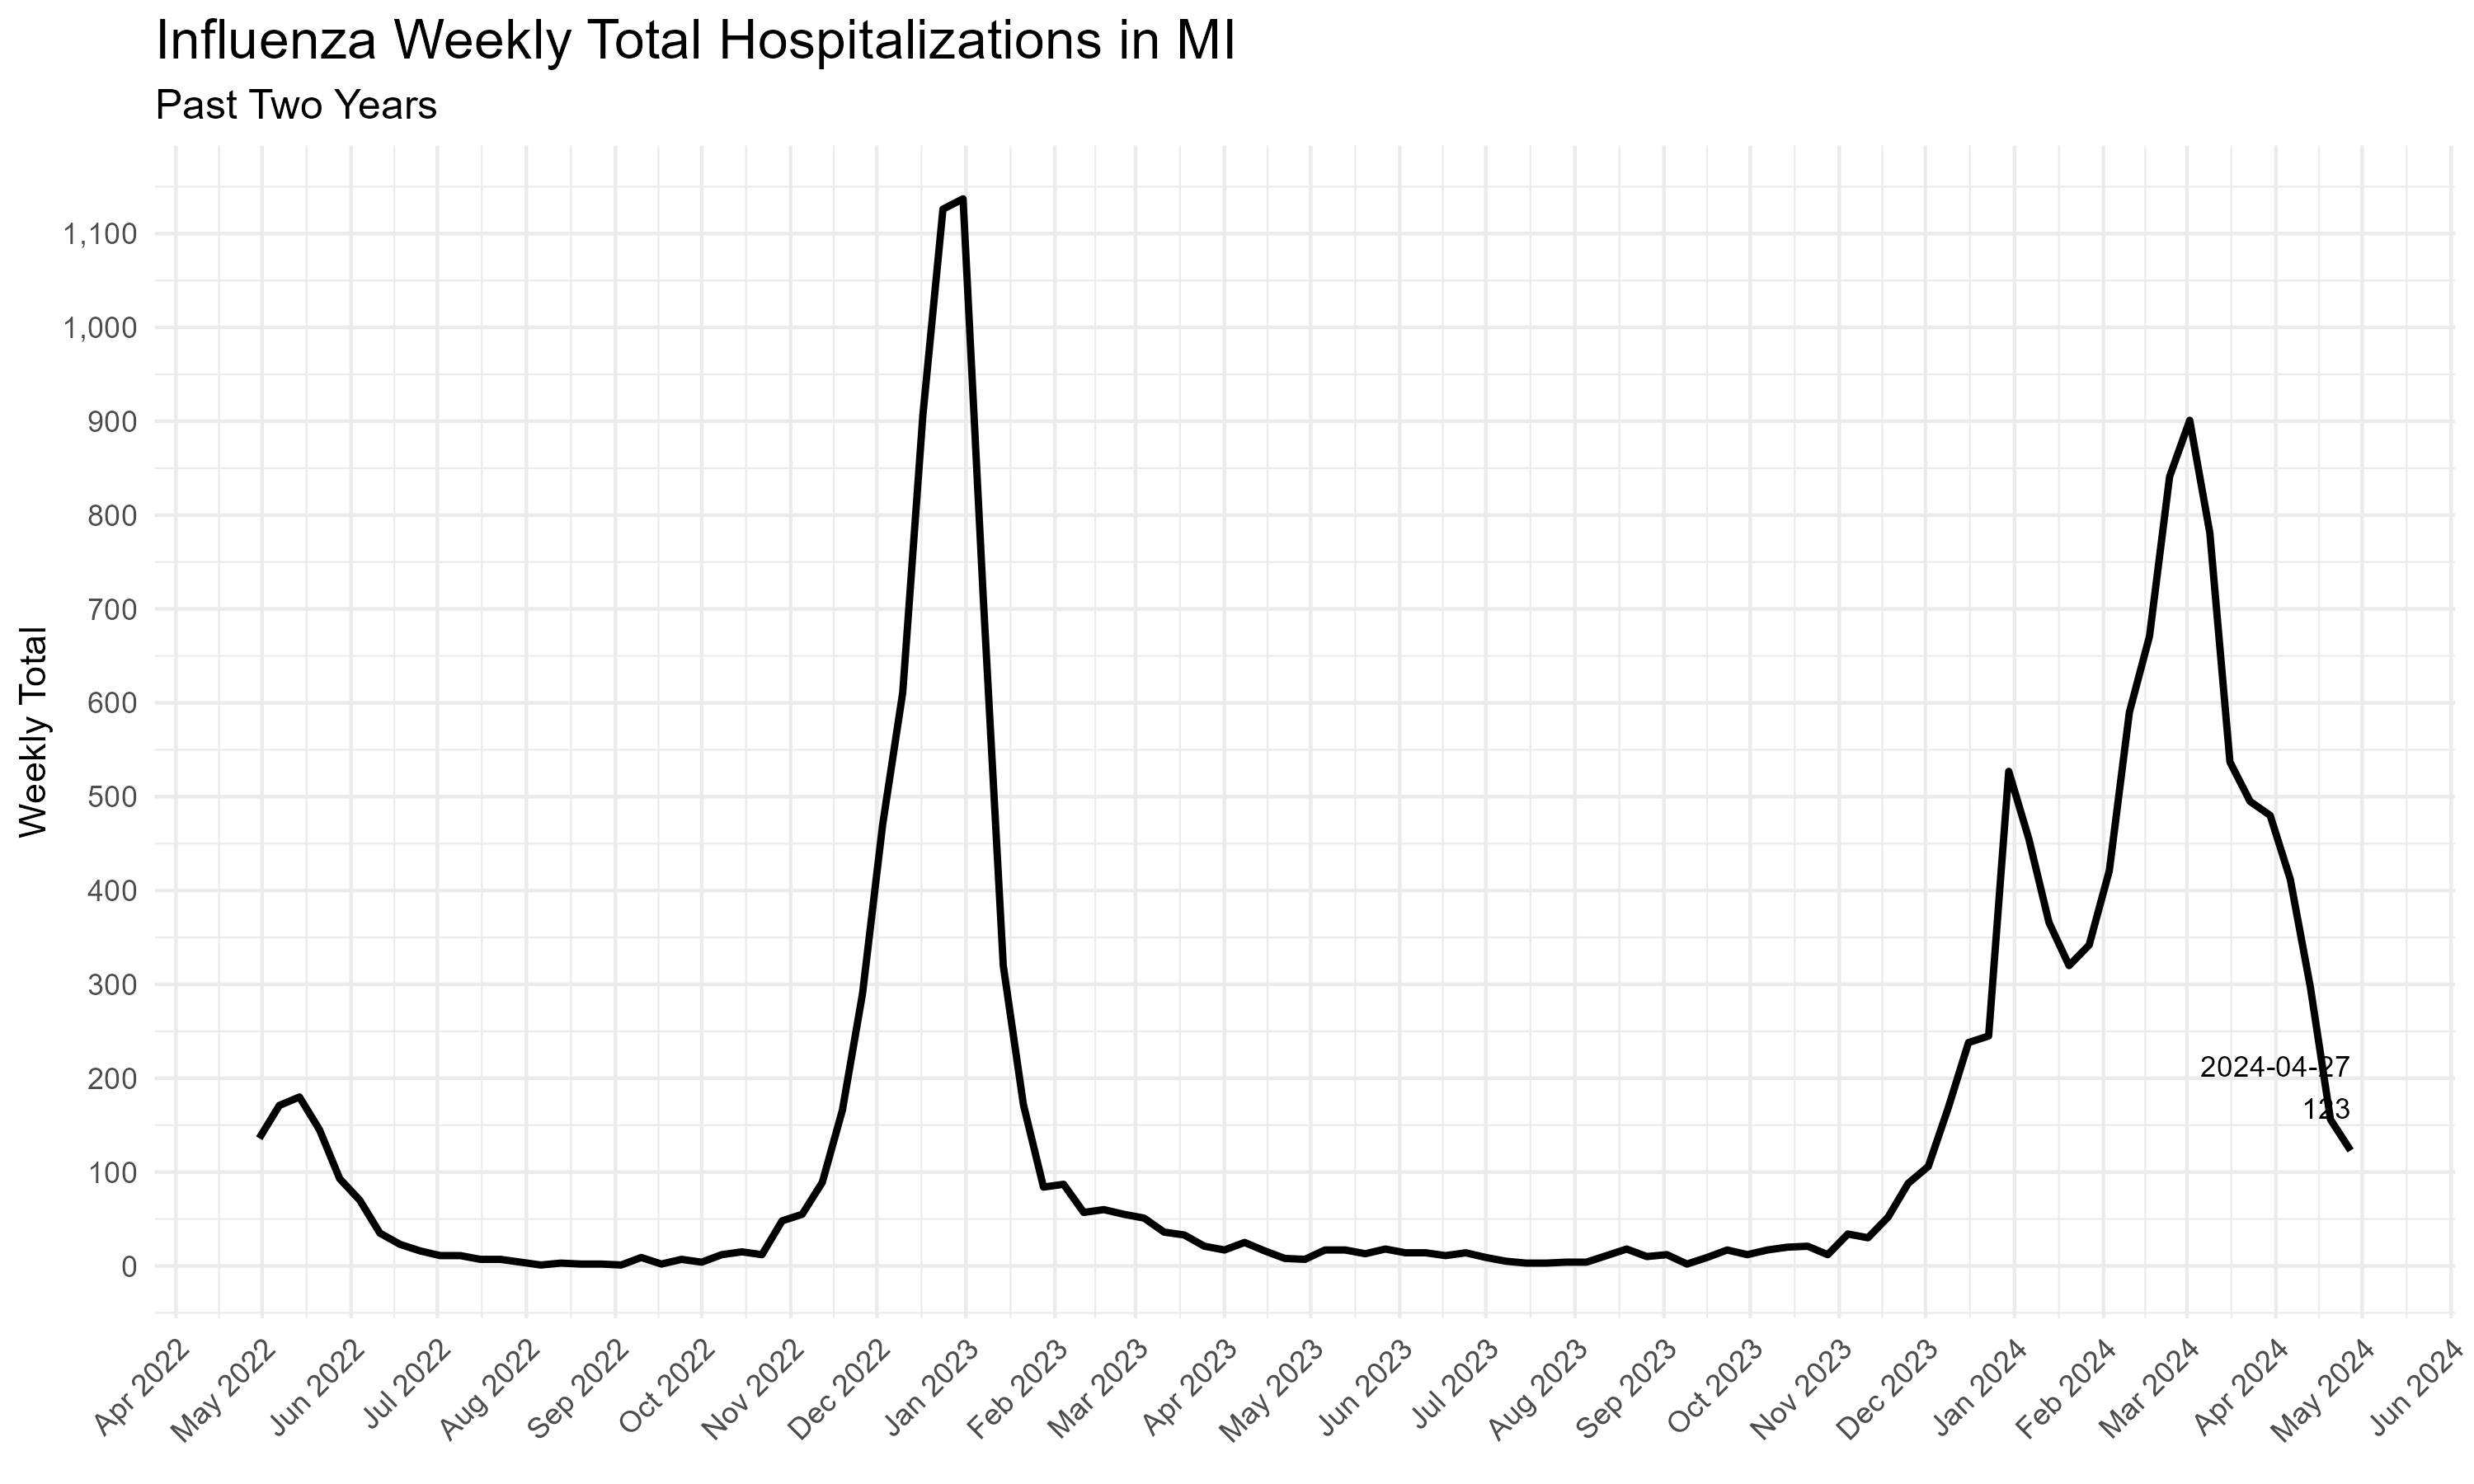 Influenza Weekly Total Hospitalizations in MI
Past Two Years
Weekly Total
1,100
1,000
900
800
700
600
500
400
300
200
100
0
2024-04-27
123
Apr 2022
May 2022
Jun 2022
Jul 2022
Aug 2022
Sep 2022
Oct 2022
Nov 2022
Dec 2022
Jan 2023
Feb 2023
Mar 2023
Apr 2023
May 2023
Jun 2023
Jul 2023
Aug 2023
Sep 2023
Oct 2023
Nov 2023
Dec 2023
Jan 2024
Feb 2024
Mar 2024
Apr 2024
May 2024
Jun 2024